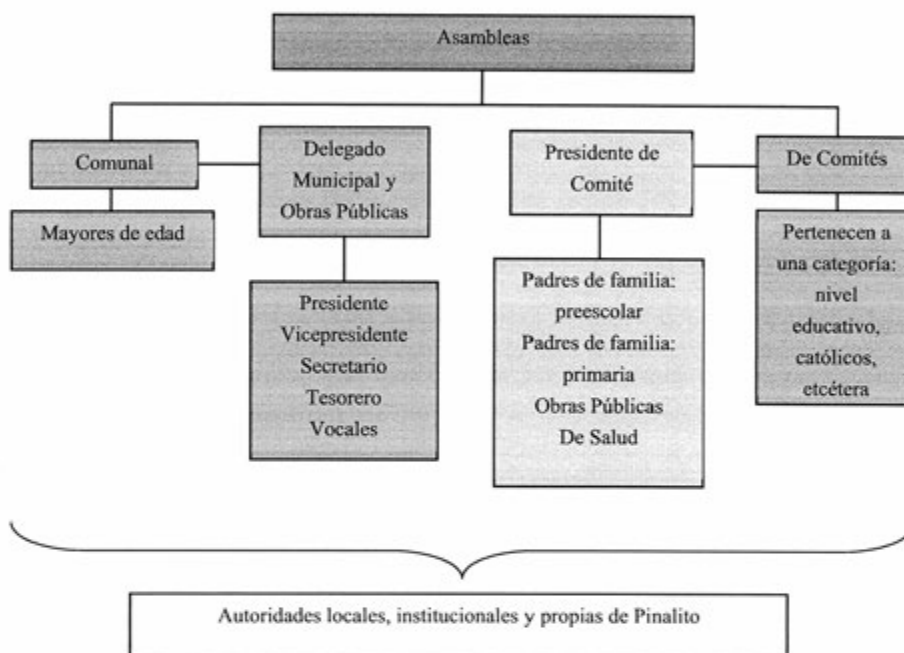 Asambleas
Comunal
Mayores de edad
Delegado
Municipal y
Obras Públicas
Presidente
Vicepresidente
Secretario
Tesorero
Vocales
Presidente de
Comité
Padres de familia:
preescolar
Padres de familia:
primaria
Obras Públicas
De Salud
De Comités
Pertenecen a
una categoría:
nivel
educativo,
católicos,
etcétera
Autoridades locales, institucionales y propias de Pinalito